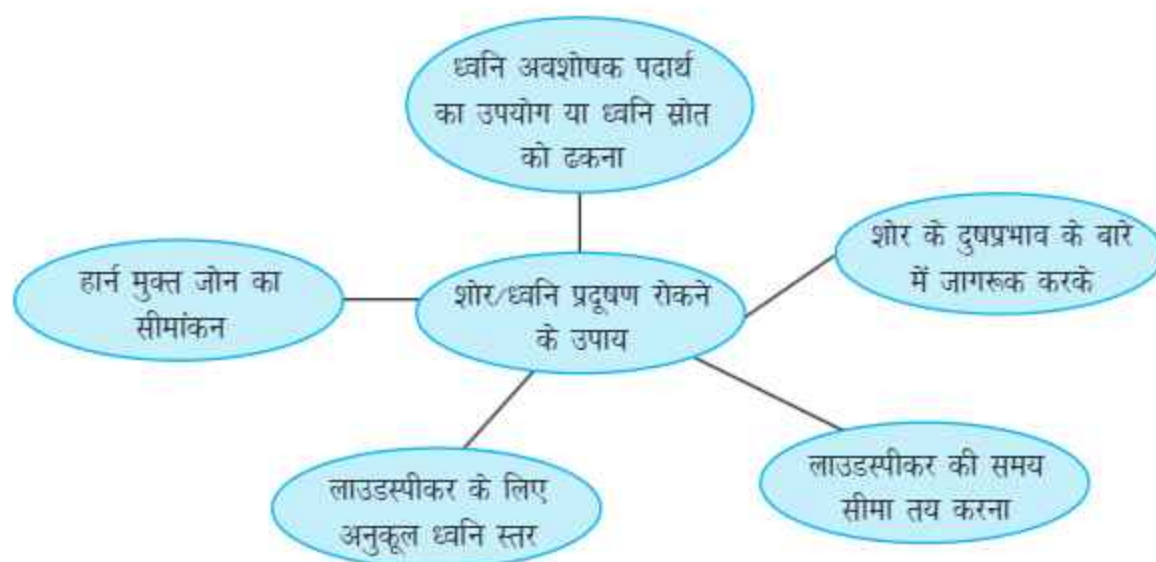 ध्वनि अवशोषक पदार्थ
का उपयोग या ध्वनि स्रोत
को ढकना
शोर के दुषप्रभाव के बारे
में जागरूक करके
हार्न मुक्त जोन का
सीमांकन
शोर/ध्वनि प्रदूषण रोकने
के उपाय
लाउडस्पीकर की समय
सीमा तय करना
लाउडस्पीकर के लिए
अनुकूल ध्वनि स्तर